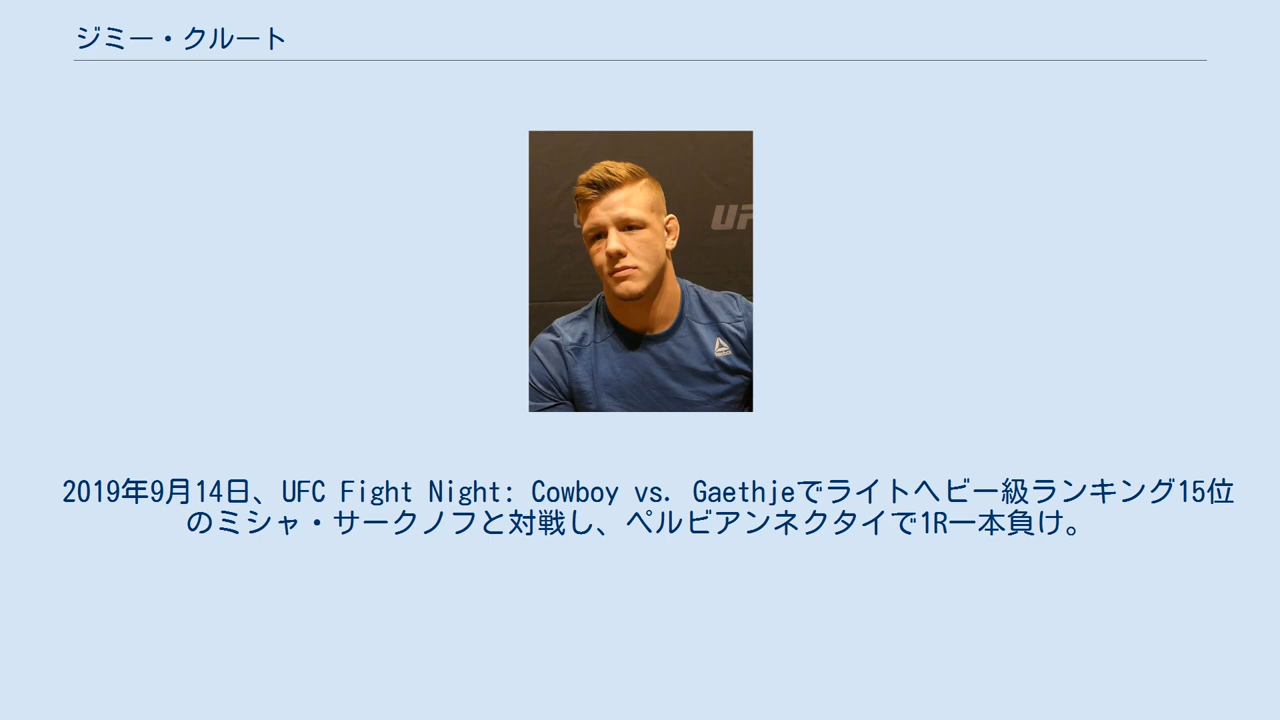 ジミー・クルート
UF
Reebok
2019年9月14日、UFC Fight Night: Cowboy vs. Gaethjeでライトヘビー級ランキング15位
のミシャ・サークノフと対戦し、ペルビアンネクタイで1R一本負け。